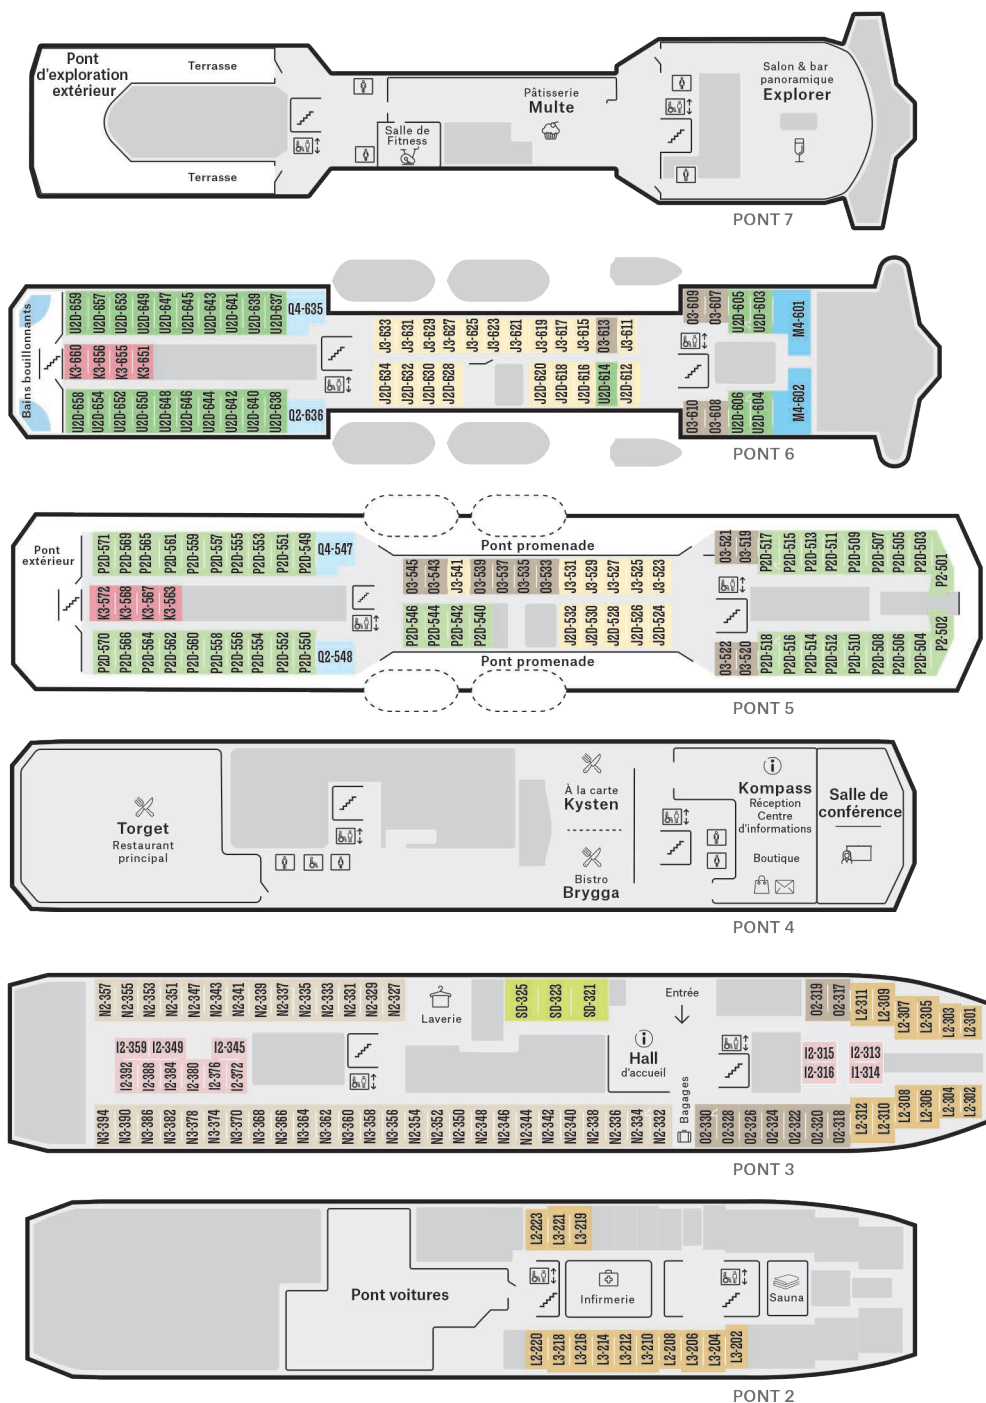 Pont
d'exploration
extérieur
Terrasse
Terrasse
Salle de
Fitness
Pâtisserie
Multe
Salon & bar
panoramique
Explorer
PONT 7
Bains bouillonnants
U2D-659
U2D-657
U2D-653
U2D-649
U2D-647
U2D-645
U2D-643
U2D-641
U2D-639
U2D-637
Q4-635
K3-660
K3-656
K3-655
K3-651
U2D-658
U2D-654
U2D-652
U2D-650
U2D-648
U2D-646
U2D-644
U2D-642
U2D-640
U2D-638
Q2-636
J3-633
J3-631
J3-629
J3-627
J3-625
J3-623
J3-621
J3-619
J3-617
J3-615
O3-613
J3-611
J2D-634
J2D-632
J2D-630
J2D-628
J2D-620
J2D-618
J2D-616
U2D-614
J2D-612
O3-609
O3-607
U2D-605
U2D-603
M4-601
O3-610
O3-608
U2D-606
U2D-604
M4-602
PONT 6
Pont
extérieur
P2D-571
P2D-569
P2D-565
P2D-561
P2D-559
P2D-557
P2D-555
P2D-553
P2D-551
P2D-549
Q4-547
K3-572
K3-568
K3-567
K3-563
P2D-570
P2D-566
P2D-564
P2D-562
P2D-560
P2D-558
P2D-556
P2D-554
P2D-552
P2D-550
Q2-548
Pont promenade
O3-545
O3-543
J3-541
O3-539
O3-537
O3-535
O3-533
J3-531
J3-529
J3-527
J3-525
J3-523
P2D-546
P2D-544
P2D-542
P2D-540
J2D-532
J2D-530
J2D-528
J2D-526
J2D-524
Pont promenade
O3-521
O3-519
P2D-517
P2D-515
P2D-513
P2D-511
P2D-509
P2D-507
P2D-505
P2D-503
P2-501
O3-522
O3-520
P2D-518
P2D-516
P2D-514
P2D-512
P2D-510
P2D-508
P2D-506
P2D-504
P2-502
PONT 5
Torget
Restaurant
principal
À la carte
Kysten
Bistro
Brygga
Kompass
Réception
Centre
d'informations
Boutique
Salle de
conférence
PONT 4
N2-357
N2-355
N2-353
N2-351
N2-347
N2-343
N2-341
N2-339
N2-337
N2-335
N2-333
N2-331
N2-329
N2-327
Laverie
SD-325
SD-323
SD-321
Entrée
O2-319
O2-317
L2-311
L2-309
L2-307
L2-305
L2-303
L2-301
I2-359
I2-349
I2-345
I2-392
I2-388
I2-384
I2-380
I2-376
I2-372
Hall
d'accueil
I2-315
I2-316
I2-313
I1-314
N3-394
N3-390
N3-386
N3-382
N3-378
N3-374
N3-370
N3-368
N3-366
N3-364
N3-362
N3-360
N3-358
N3-356
N2-354
N2-352
N2-350
N2-348
N2-346
N2-344
N2-342
N2-340
N2-338
N2-336
N2-334
N2-332
Bagages
O2-330
O2-328
O2-326
O2-324
O2-322
O2-320
O2-318
L2-312
L2-310
L2-308
L2-306
L2-304
L2-302
PONT 3
Pont voitures
L2-223
L3-221
L3-219
Infirmerie
Sauna
L2-220
L3-218
L3-216
L3-214
L3-212
L3-210
L2-208
L3-206
L3-204
L3-202
PONT 2